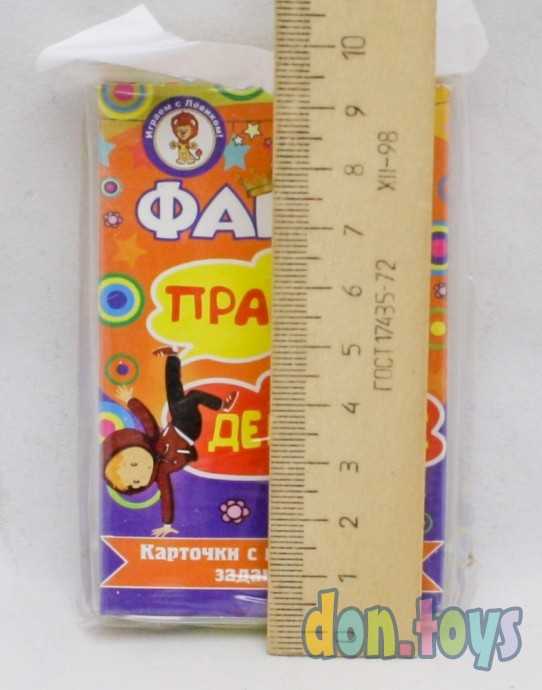 Играем с Лёвиком!
ФАН
ПРА
ДЕ
Карточки с
зада
10
9
8
7
6
5
4
3
2
1
ГОСТ 17435-72 XII-98
don.toys